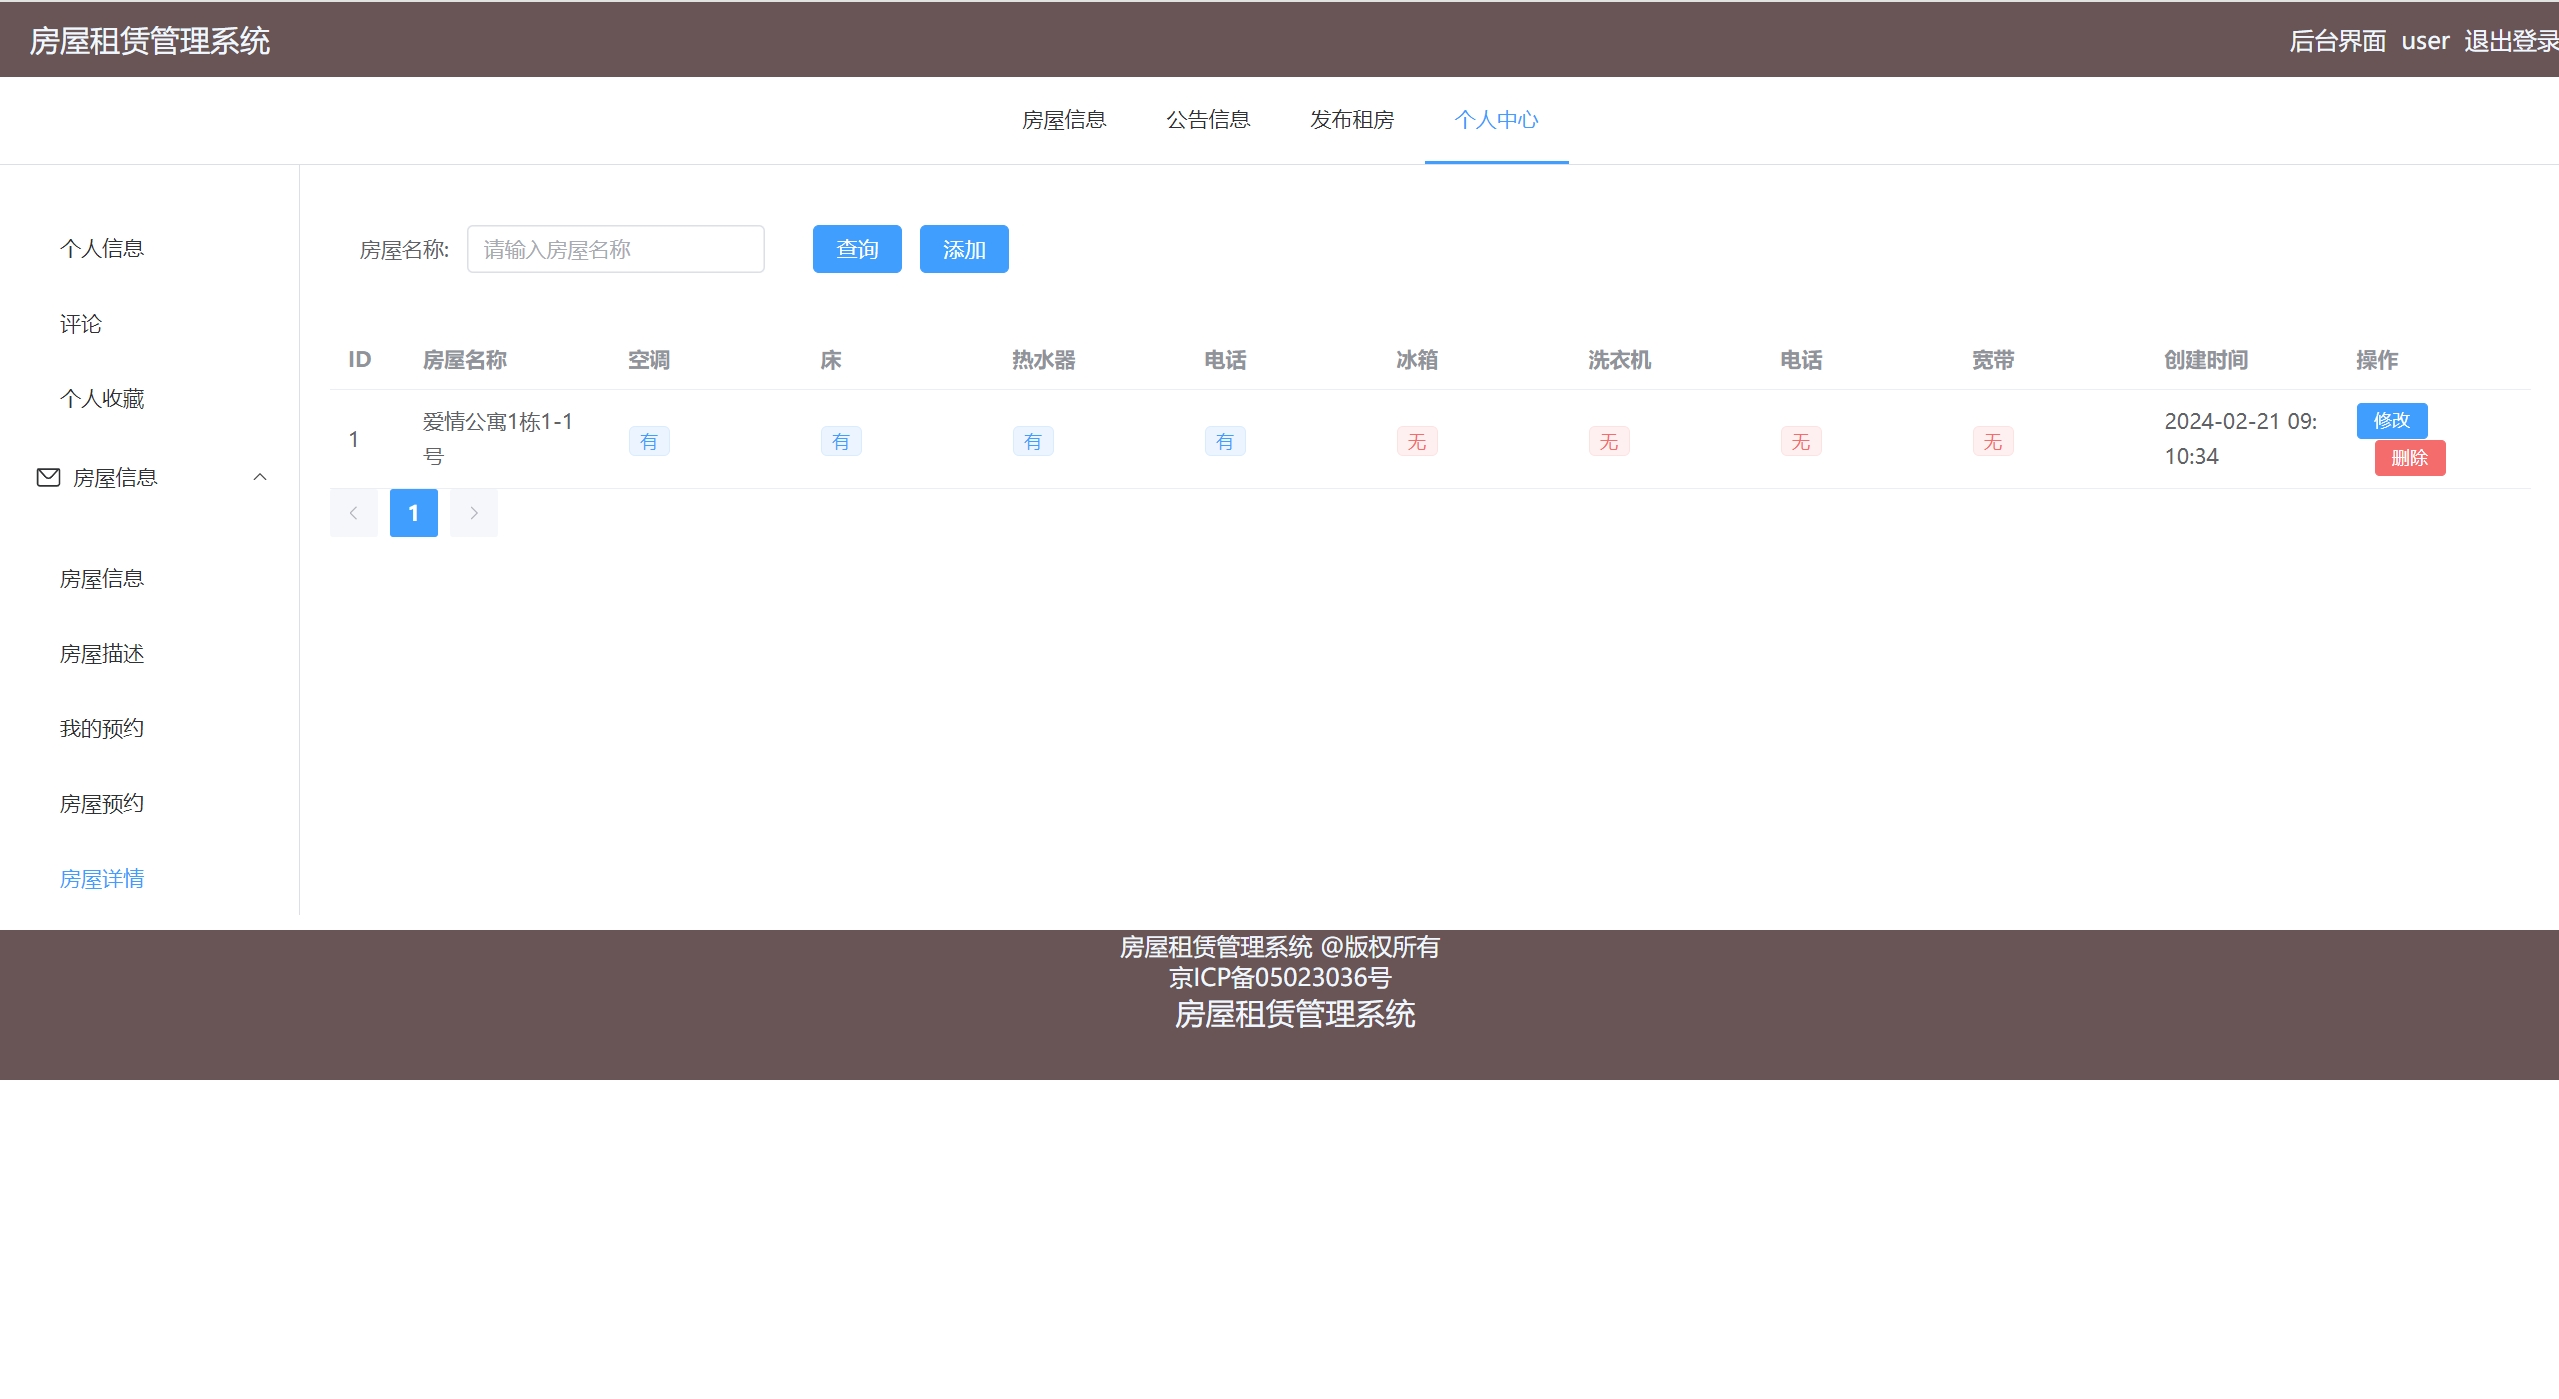 房屋租赁管理系统
后台界面 user 退出登录
房屋信息 公告信息 发布租房 个人中心
个人信息
评论
个人收藏
房屋信息
房屋信息
房屋描述
我的预约
房屋预约
房屋详情
房屋名称: 请输入房屋名称 查询 添加
ID 房屋名称 空调 床 热水器 电话 冰箱 洗衣机 电话 宽带 创建时间 操作
1 爱情公寓1栋1-1
号 有 有 有 有 无 无 无 无 2024-02-21 09:
10:34 修改
删除
1
房屋租赁管理系统 @版权所有
京ICP备05023036号
房屋租赁管理系统